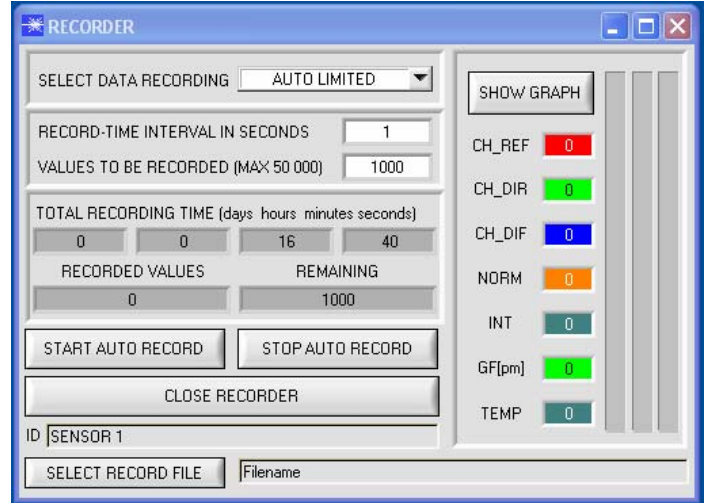 RECORDER
SELECT DATA RECORDING AUTO LIMITED
RECORD-TIME INTERVAL IN SECONDS 1
VALUES TO BE RECORDED (MAX 50 000) 1000
TOTAL RECORDING TIME (days hours minutes seconds)
0 0 16 40
RECORDED VALUES REMAINING
0 1000
START AUTO RECORD STOP AUTO RECORD
CLOSE RECORDER
ID SENSOR 1
SELECT RECORD FILE Filename
SHOW GRAPH
CH_REF 0
CH_DIR 0
CH_DIF 0
NORM 0
INT 0
GF[pm] 0
TEMP 0